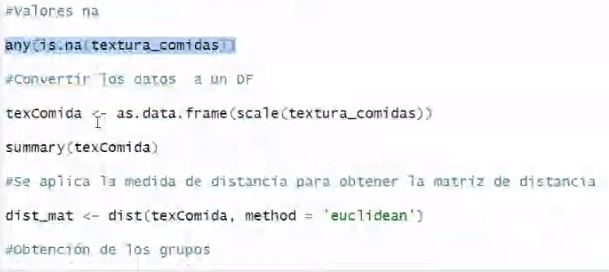 #Valores na
any(is.na(textura_comidas))
#Convertir los datos a un DF
texComida <- as.data.frame(scale(textura_comidas))
summary(texComida)
#Se aplica la medida de distancia para obtener la matriz de distancia
dist_mat <- dist(texComida, method = 'euclidean')
#Obtención de los grupos